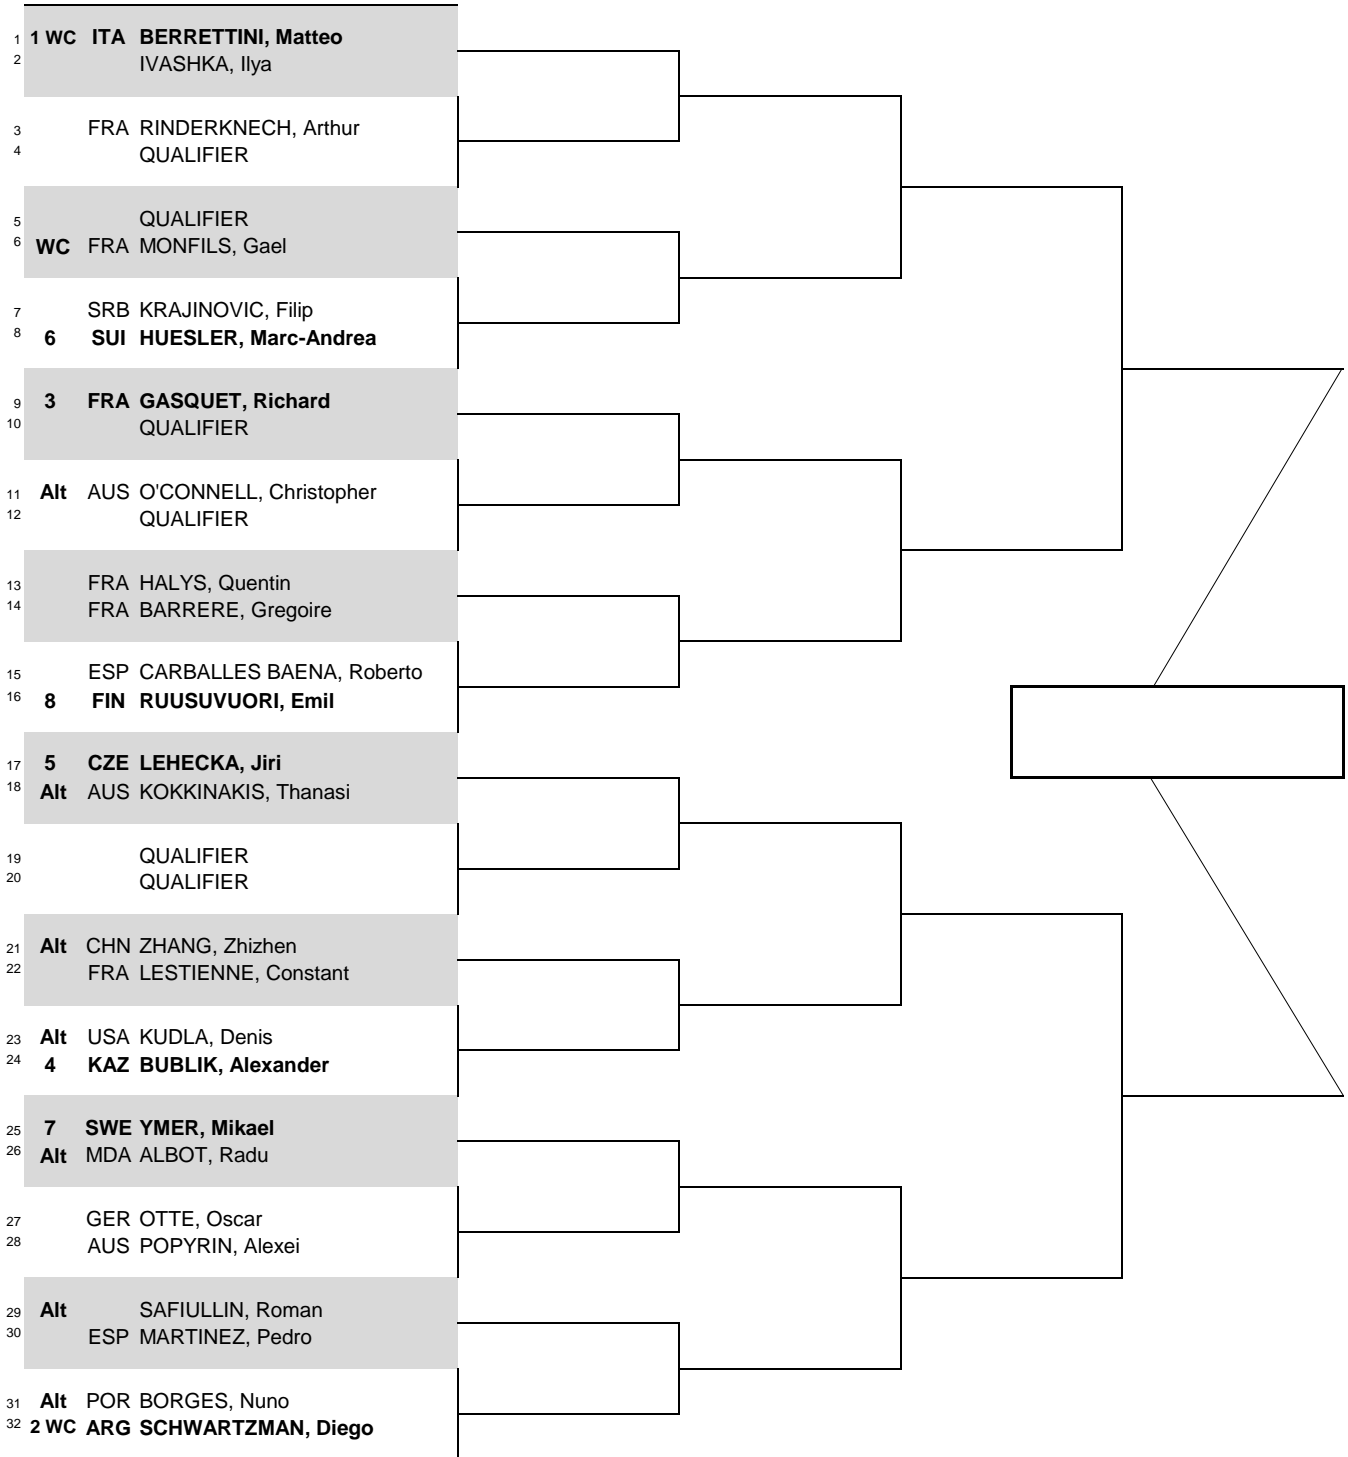 1 1 WC ITA BERRETTINI, Matteo
2 IVASHKA, Ilya
3 FRA RINDERKNECH, Arthur
4 QUALIFIER
5 QUALIFIER
6 WC FRA MONFILS, Gael
7 SRB KRAJINOVIC, Filip
8 6 SUI HUESLER, Marc-Andrea
9 3 FRA GASQUET, Richard
10 QUALIFIER
11 Alt AUS O'CONNELL, Christopher
12 QUALIFIER
13 FRA HALYS, Quentin
14 FRA BARRERE, Gregoire
15 ESP CARBALLES BAENA, Roberto
16 8 FIN RUUSUVUORI, Emil
17 5 CZE LEHECKA, Jiri
18 Alt AUS KOKKINAKIS, Thanasi
19 QUALIFIER
20 QUALIFIER
21 Alt CHN ZHANG, Zhizhen
22 FRA LESTIENNE, Constant
23 Alt USA KUDLA, Denis
24 4 KAZ BUBLIK, Alexander
25 7 SWE YMER, Mikael
26 Alt MDA ALBOT, Radu
27 GER OTTE, Oscar
28 AUS POPYRIN, Alexei
29 Alt SAFIULLIN, Roman
30 ESP MARTINEZ, Pedro
31 Alt POR BORGES, Nuno
32 2 WC ARG SCHWARTZMAN, Diego